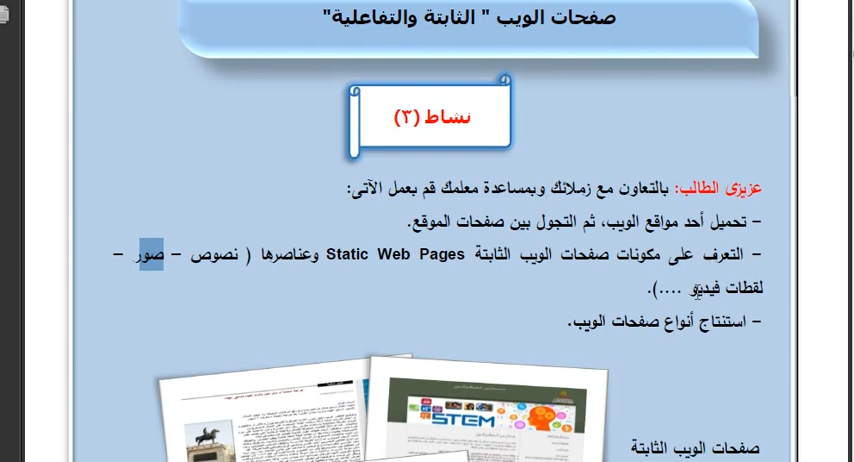 صفحات الويب " الثابتة والتفاعلية"
نشاط (٣)
عزيزى الطالب: بالتعاون مع زملائك وبمساعدة معلمك قم بعمل الآتى:
– تحميل أحد مواقع الويب، ثم التجول بين صفحات الموقع.
– التعرف على مكونات صفحات الويب الثابتة Static Web Pages وعناصرها ( نصوص – صور –
لقطات فيديو ....).
– استنتاج أنواع صفحات الويب.
STEM
صفحات الويب الثابتة